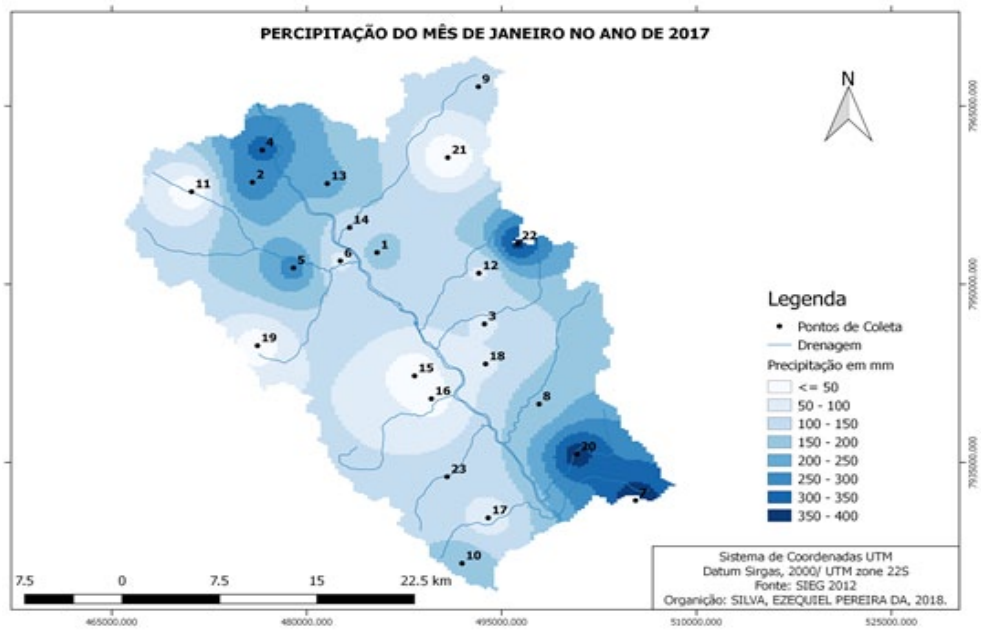 PERCIPITAÇÃO DO MÊS DE JANEIRO NO ANO DE 2017
N
9
4
21
2
13
11
14
22
1
6
5
12
3
19
18
15
16
8
20
23
7
17
10
7965000.000
7950000.000
7935000.000
Legenda
Pontos de Coleta
Drenagem
Precipitação em mm
<= 50
50 - 100
100 - 150
150 - 200
200 - 250
250 - 300
300 - 350
350 - 400
7.5 0 7.5 15 22.5 km
Sistema de Coordenadas UTM
Datum Sirgas, 2000/ UTM zone 22S
Fonte: SIEG 2012
Organição: SILVA, EZEQUIEL PEREIRA DA, 2018.
465000.000 480000.000 495000.000 510000.000 525000.000